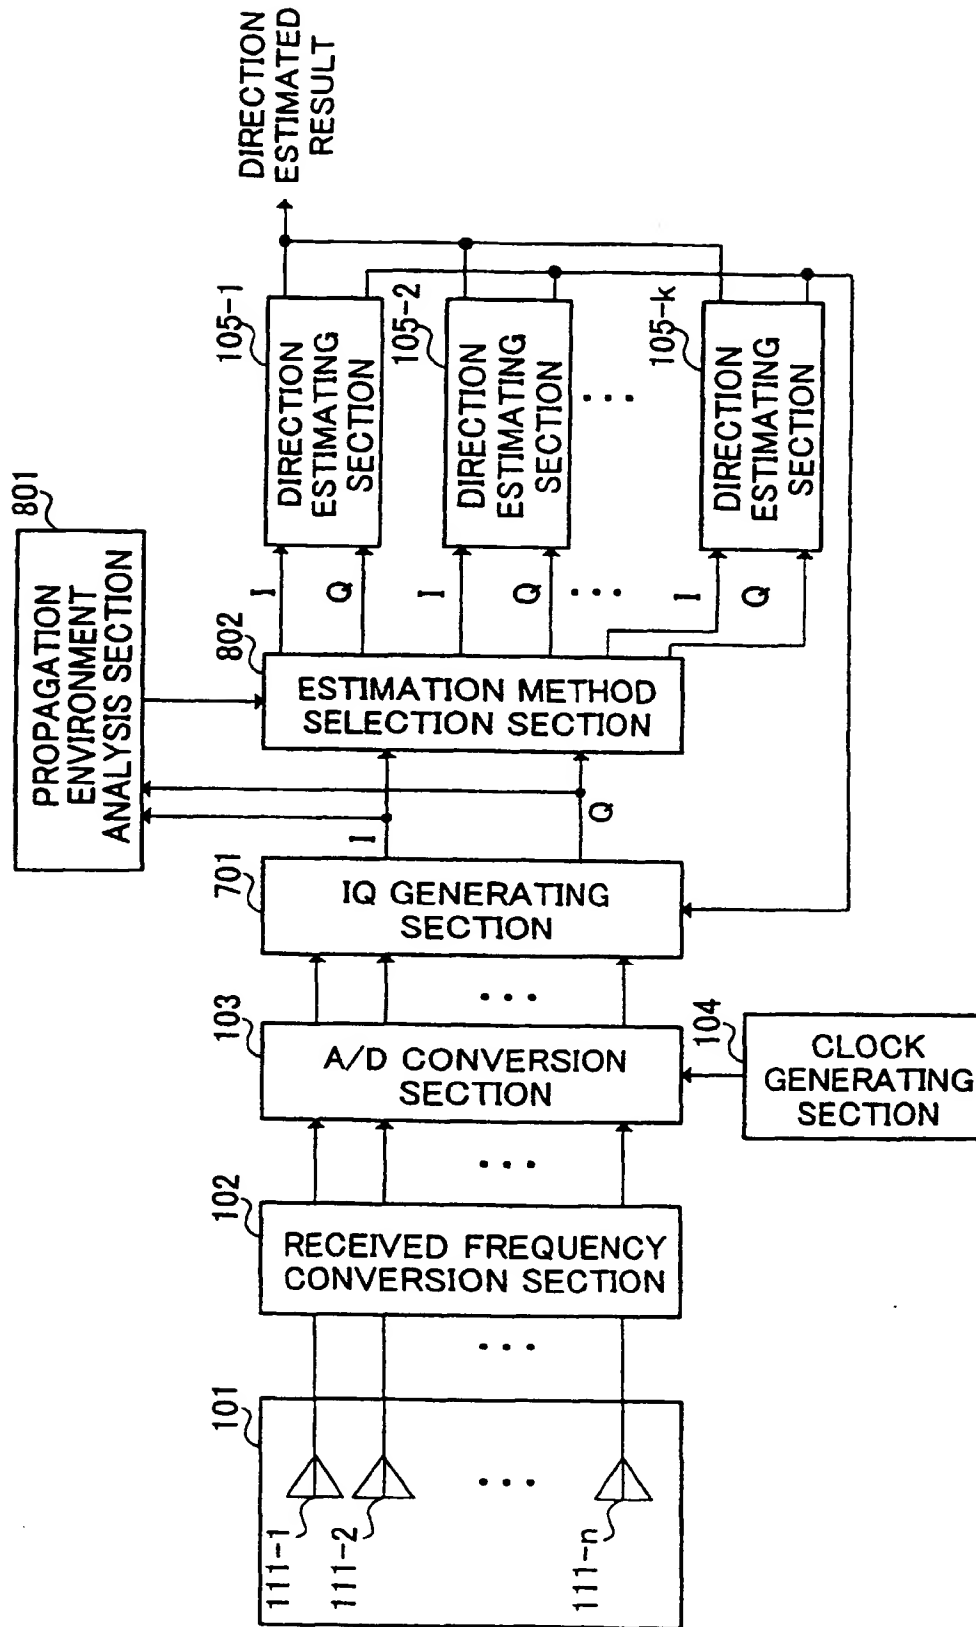 101
111-1
111-2
111-n
. . .
. . .
102
RECEIVED FREQUENCY
CONVERSION SECTION
. . .
103
A/D CONVERSION
SECTION
104
CLOCK
GENERATING
SECTION
. . .
701
IQ GENERATING
SECTION
I
Q
801
PROPAGATION
ENVIRONMENT
ANALYSIS SECTION
802
ESTIMATION METHOD
SELECTION SECTION
I
Q
I
Q
. . .
I
Q
105-1
DIRECTION
ESTIMATING
SECTION
105-2
DIRECTION
ESTIMATING
SECTION
. . .
105-k
DIRECTION
ESTIMATING
SECTION
DIRECTION
ESTIMATED
RESULT